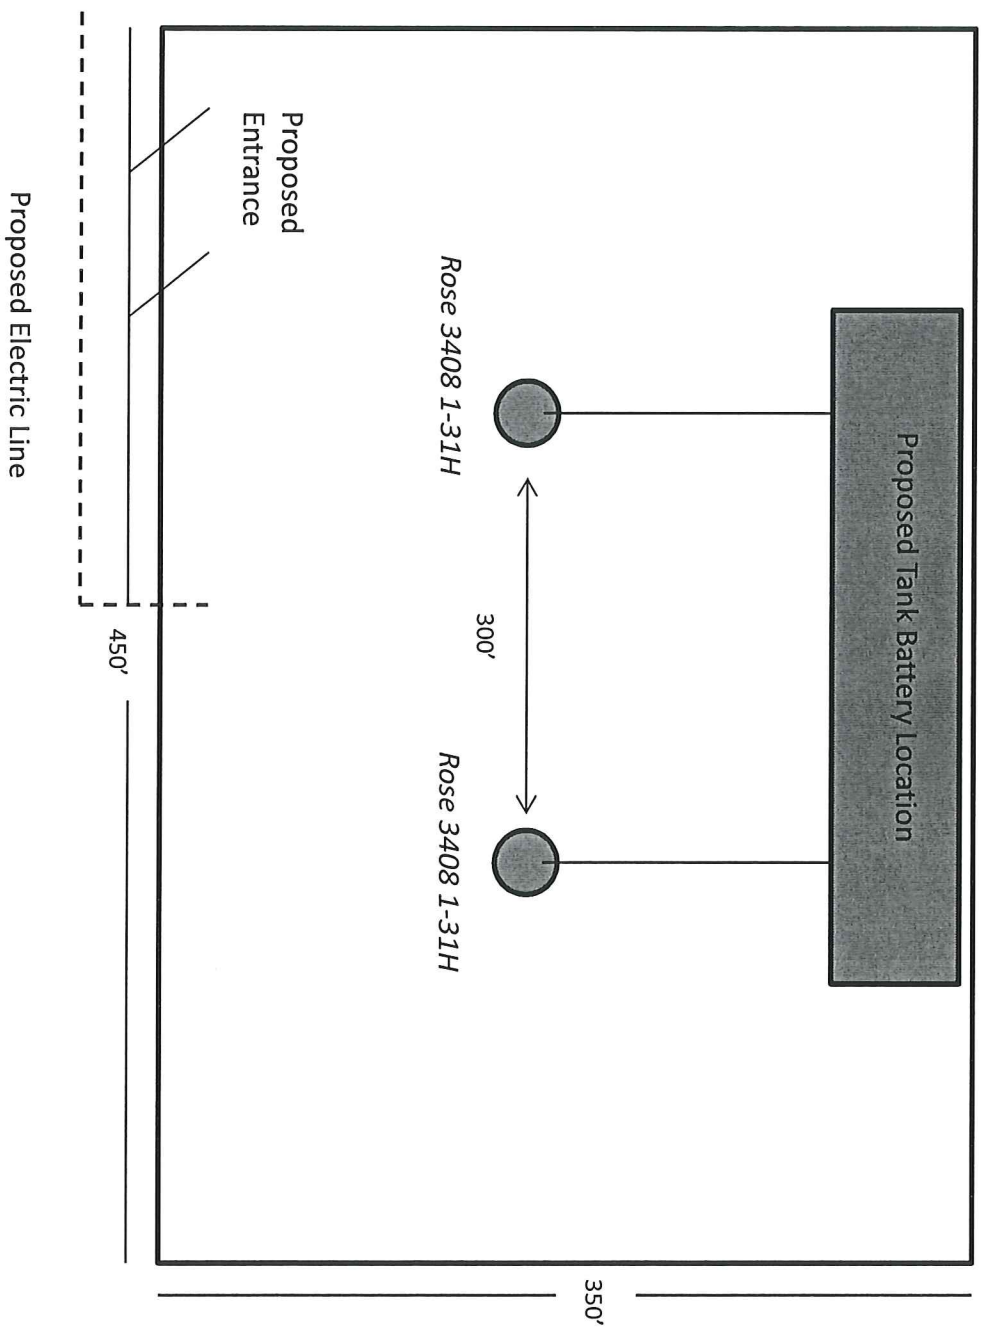 Proposed Tank Battery Location
350'
300'
Rose 3408 1-31H
Rose 3408 1-31H
Proposed
Entrance
450'
Proposed Electric Line